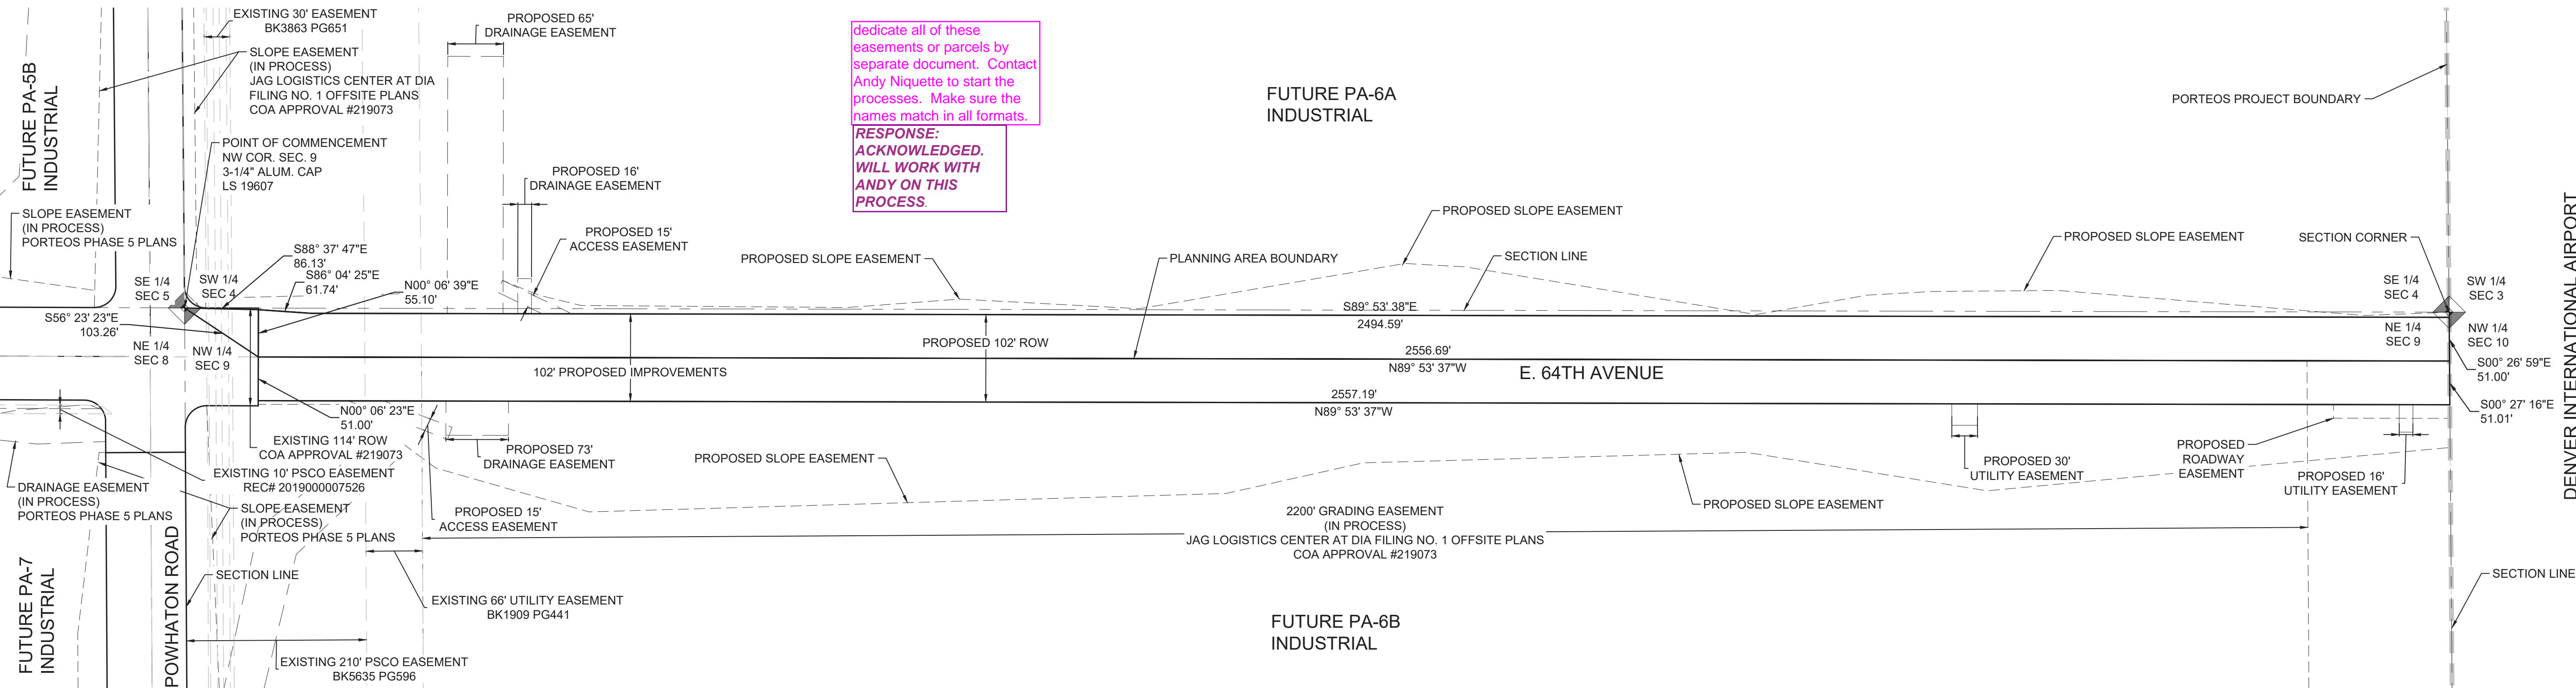 EXISTING 30' EASEMENT
BK3863 PG651
SLOPE EASEMENT
(IN PROCESS)
JAG LOGISTICS CENTER AT DIA
FILING NO. 1 OFFSITE PLANS
COA APPROVAL #219073
FUTURE PA-5B
INDUSTRIAL
POINT OF COMMENCEMENT
NW COR. SEC. 9
3-1/4" ALUM. CAP
LS 19607
SLOPE EASEMENT
(IN PROCESS)
PORTEOS PHASE 5 PLANS
PROPOSED 65'
DRAINAGE EASEMENT
PROPOSED 16'
DRAINAGE EASEMENT
PROPOSED 15'
ACCESS EASEMENT
dedicate all of these
easements or parcels by
separate document. Contact
Andy Niquette to start the
processes. Make sure the
names match in all formats.
RESPONSE:
ACKNOWLEDGED.
WILL WORK WITH
ANDY ON THIS
PROCESS.
FUTURE PA-6A
INDUSTRIAL
PORTEOS PROJECT BOUNDARY
PROPOSED SLOPE EASEMENT
PROPOSED SLOPE EASEMENT
PLANNING AREA BOUNDARY
SECTION LINE
PROPOSED SLOPE EASEMENT
SECTION CORNER
DENVER INTERNATIONAL AIRPORT
SE 1/4
SEC 5
SW 1/4
SEC 4
S88° 37' 47"E
86.13'
S86° 04' 25"E
61.74'
N00° 06' 39"E
55.10'
SE 1/4
SEC 4
SW 1/4
SEC 3
S56° 23' 23"E
103.26'
NE 1/4
SEC 8
NW 1/4
SEC 9
S89° 53' 38"E
2494.59'
PROPOSED 102' ROW
102' PROPOSED IMPROVEMENTS
2556.69'
N89° 53' 37"W
E. 64TH AVENUE
2557.19'
N89° 53' 37"W
NE 1/4
SEC 9
NW 1/4
SEC 10
S00° 26' 59"E
51.00'
S00° 27' 16"E
51.01'
N00° 06' 23"E
51.00'
EXISTING 114' ROW
COA APPROVAL #219073
EXISTING 10' PSCO EASEMENT
REC# 2019000007526
DRAINAGE EASEMENT
(IN PROCESS)
PORTEOS PHASE 5 PLANS
SLOPE EASEMENT
(IN PROCESS)
PORTEOS PHASE 5 PLANS
PROPOSED 73'
DRAINAGE EASEMENT
PROPOSED 15'
ACCESS EASEMENT
PROPOSED SLOPE EASEMENT
2200' GRADING EASEMENT
(IN PROCESS)
JAG LOGISTICS CENTER AT DIA FILING NO. 1 OFFSITE PLANS
COA APPROVAL #219073
PROPOSED SLOPE EASEMENT
PROPOSED 30'
UTILITY EASEMENT
PROPOSED
ROADWAY
EASEMENT
PROPOSED 16'
UTILITY EASEMENT
FUTURE PA-7
INDUSTRIAL
POWHATON ROAD
SECTION LINE
EXISTING 66' UTILITY EASEMENT
BK1909 PG441
EXISTING 210' PSCO EASEMENT
BK5635 PG596
FUTURE PA-6B
INDUSTRIAL
SECTION LINE